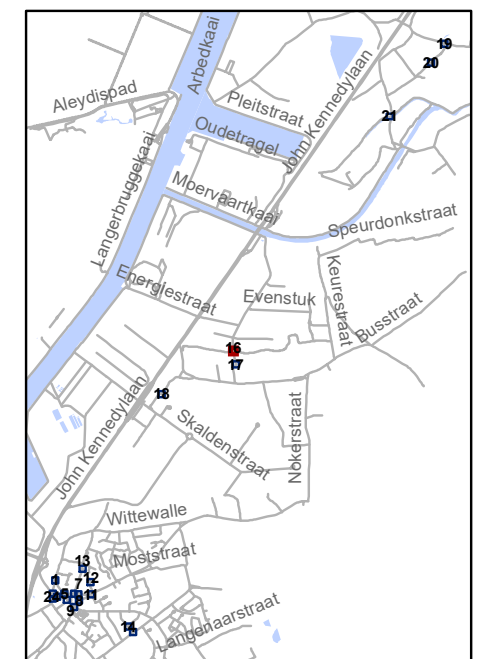 Arbedkaai
19
20
Aleydispad
Pleitstraat
21
John Kennedylaan
Oudetragel
Langerbruggekaai
Moervaartkaai
Speurdonkstraat
Energiestraat
Evenstuk
Keurestraat
Busstraat
16
17
18
John Kennedylaan
Skaldenstraat
Nokerstraat
Wittewalle
Moststraat
13
12
7
11
9
14
Langenaarstraat